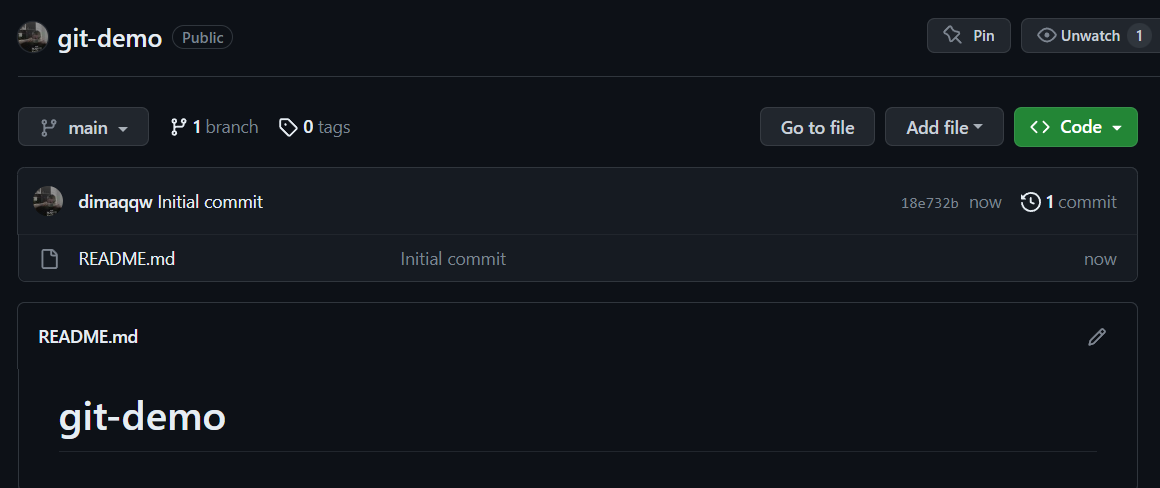 git-demo Public Pin Unwatch 1
main 1 branch 0 tags Go to file Add file Code
dimaqqw Initial commit 18e732b now 1 commit
README.md Initial commit now
README.md
git-demo